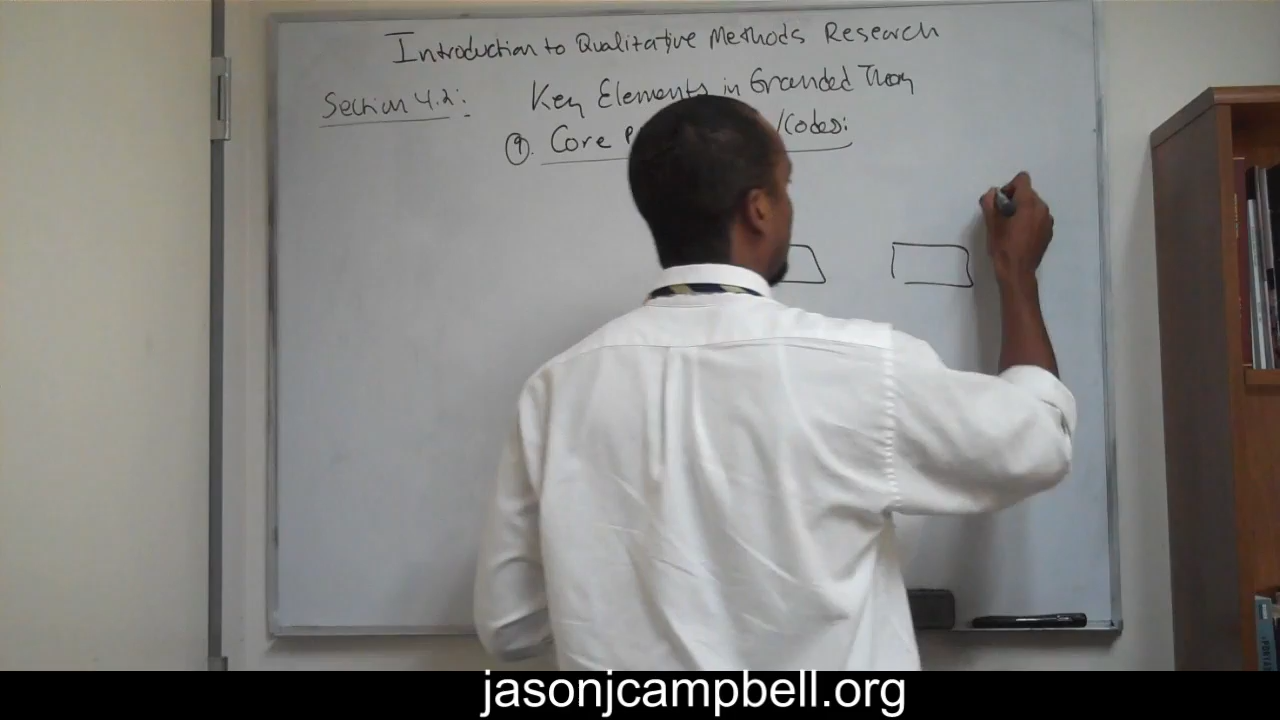 Introduction to Qualitative Methods Research
Section 4.2: Key Elements in Grounded Theory
9. Core /Codes:
jasonjcampbell.org